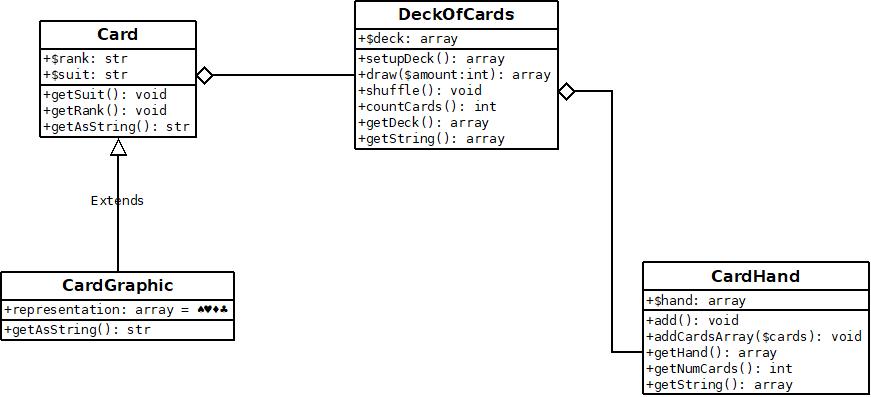 Card
+$rank: str
+$suit: str
+getSuit(): void
+getRank(): void
+getAsString(): str
DeckOfCards
+$deck: array
+setupDeck(): array
+draw($amount:int): array
+shuffle(): void
+countCards(): int
+getDeck(): array
+getString(): array
Extends
CardGraphic
+representation: array = ♠♥♦♣
+getAsString(): str
CardHand
+$hand: array
+add(): void
+addCardsArray($cards): void
+getHand(): array
+getNumCards(): int
+getString(): array